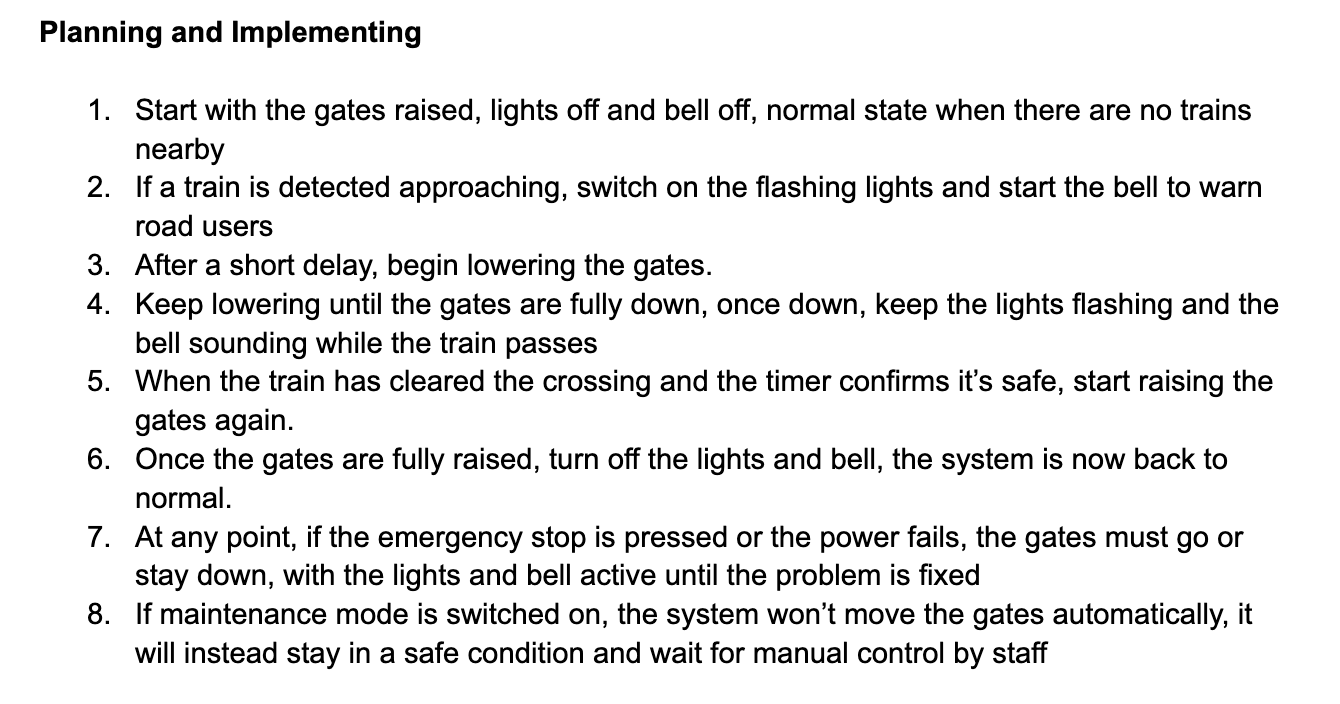 Planning and Implementing
1. Start with the gates raised, lights off and bell off, normal state when there are no trains
nearby
2. If a train is detected approaching, switch on the flashing lights and start the bell to warn
road users
3. After a short delay, begin lowering the gates.
4. Keep lowering until the gates are fully down, once down, keep the lights flashing and the
bell sounding while the train passes
5. When the train has cleared the crossing and the timer confirms it’s safe, start raising the
gates again.
6. Once the gates are fully raised, turn off the lights and bell, the system is now back to
normal.
7. At any point, if the emergency stop is pressed or the power fails, the gates must go or
stay down, with the lights and bell active until the problem is fixed
8. If maintenance mode is switched on, the system won’t move the gates automatically, it
will instead stay in a safe condition and wait for manual control by staff